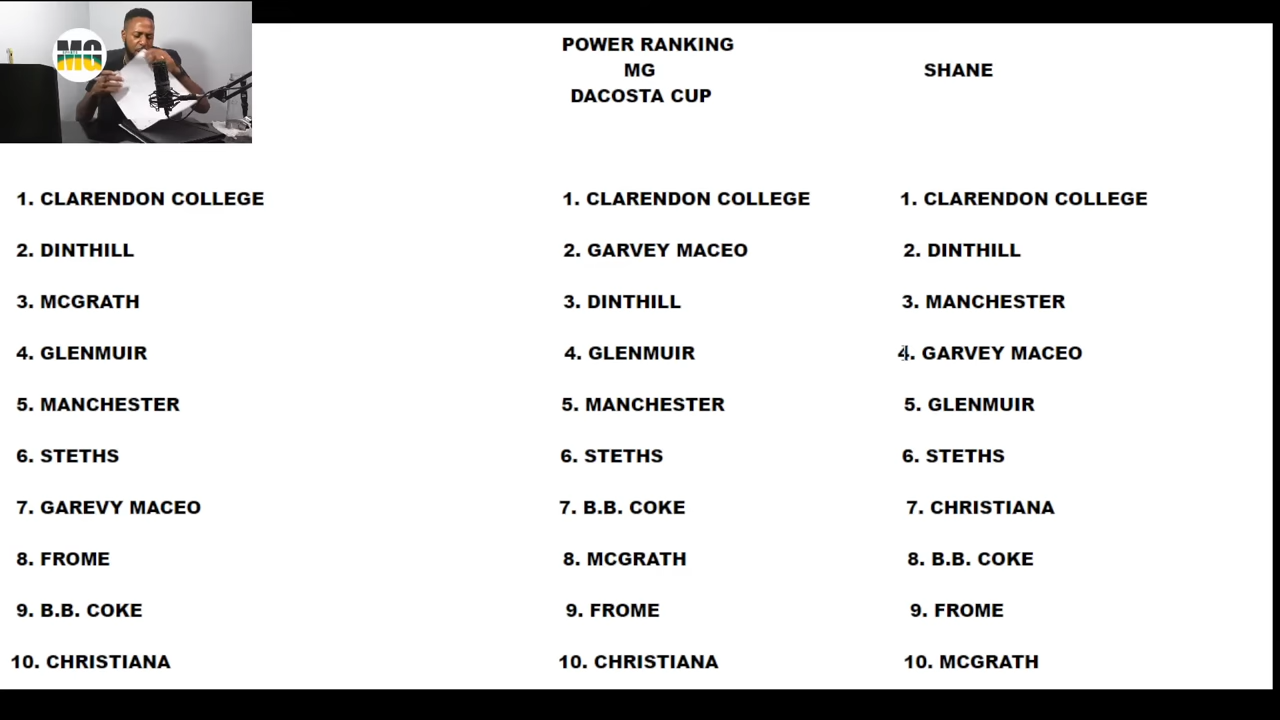 MG
POWER RANKING
MG
DACOSTA CUP
SHANE
1. CLARENDON COLLEGE
2. DINTHILL
3. MCGRATH
4. GLENMUIR
5. MANCHESTER
6. STETHS
7. GAREVY MACEO
8. FROME
9. B.B. COKE
10. CHRISTIANA
1. CLARENDON COLLEGE
2. GARVEY MACEO
3. DINTHILL
4. GLENMUIR
5. MANCHESTER
6. STETHS
7. B.B. COKE
8. MCGRATH
9. FROME
10. CHRISTIANA
1. CLARENDON COLLEGE
2. DINTHILL
3. MANCHESTER
4. GARVEY MACEO
5. GLENMUIR
6. STETHS
7. CHRISTIANA
8. B.B. COKE
9. FROME
10. MCGRATH